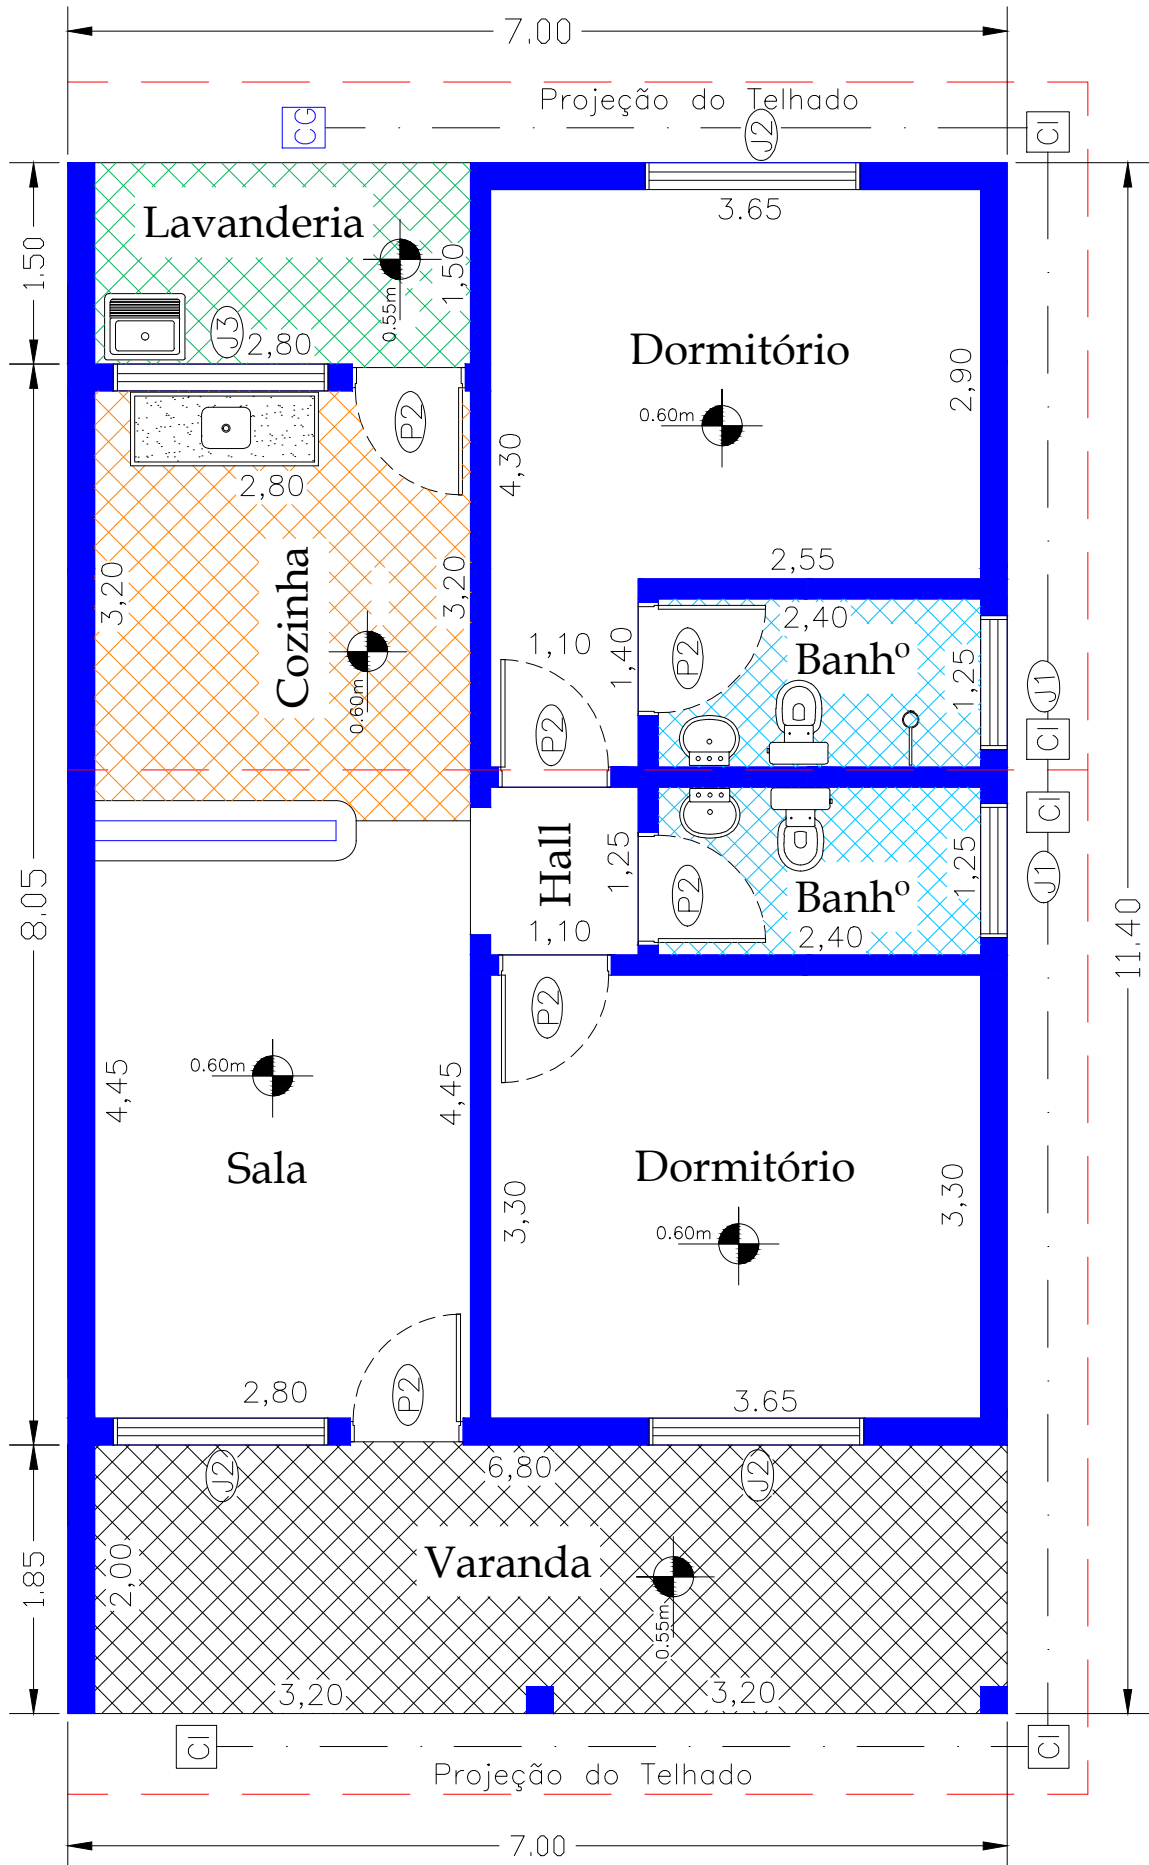 7.00
Projeção do Telhado
CG
J2
CI
3.65
Lavanderia
1.50
1,50
0.55m
J3
2,80
Dormitório
0.60m
2,90
4,30
P2
2,80
3,20
Cozinha
3,20
0.60m
2,55
2,40
Banhº
P2
1,10
1,40
1,25
J1
P2
CI
CI
Hall
1,25
P2
Banhº
1,25
J1
2,40
1,10
8.05
11.40
P2
0.60m
4,45
4,45
Sala
Dormitório
3,30
3,30
0.60m
2,80
P2
3.65
J2
6,80
J2
1.85
2,00
Varanda
0.55m
3,20
3,20
CI
CI
Projeção do Telhado
7.00